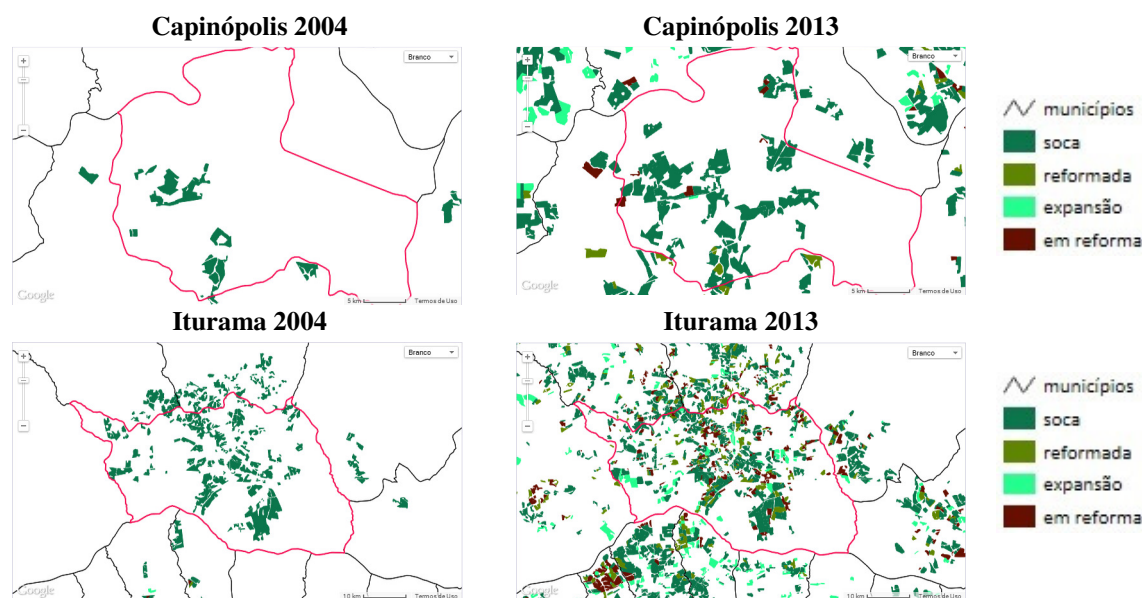 Capinópolis 2004
Capinópolis 2013
Branco
Branco
Google
5 km
Termos de Uso
Google
5 km
Termos de Uso
municípios
soca
reformada
expansão
em reforma
Iturama 2004
Iturama 2013
Branco
Branco
Google
10 km
Termos de Uso
Google
10 km
Termos de Uso
municípios
soca
reformada
expansão
em reforma